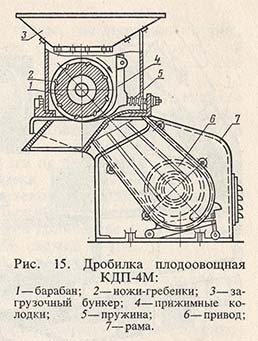 3
2
1
4
5
6
7
Рис. 15. Дробилка плодоовощная
КДП-4М:
1—барабан; 2—ножи-гребенки; 3—за-
грузочный бункер; 4—прижимные ко-
лодки; 5—пружина; 6—привод;
7—рама.